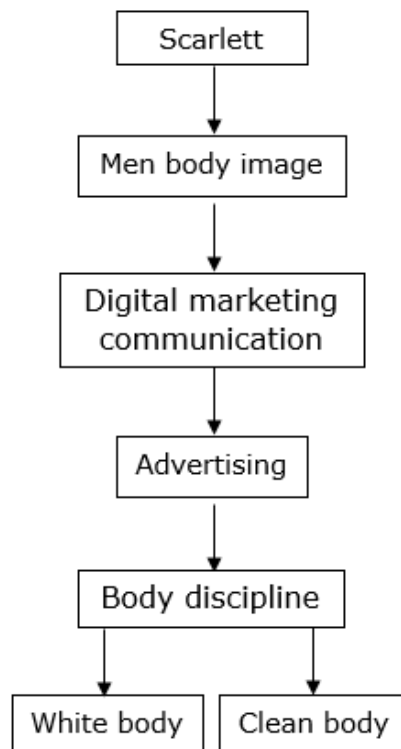 Scarlett
Men body image
Digital marketing
communication
Advertising
Body discipline
White body
Clean body